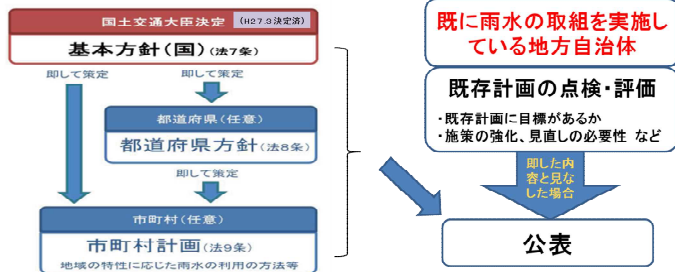 国土交通大臣決定 (H27.3決定済)
基本方針(国)(法7条)
即して策定 即して策定
都道府県(任意)
都道府県方針(法8条)
即して策定
市町村(任意)
市町村計画(法9条)
地域の特性に応じた雨水の利用の方法等
既に雨水の取組を実施し
ている地方自治体
既存計画の点検・評価
・既存計画に目標があるか
・施策の強化、見直しの必要性 など
即した内
容と見な
した場合
公表